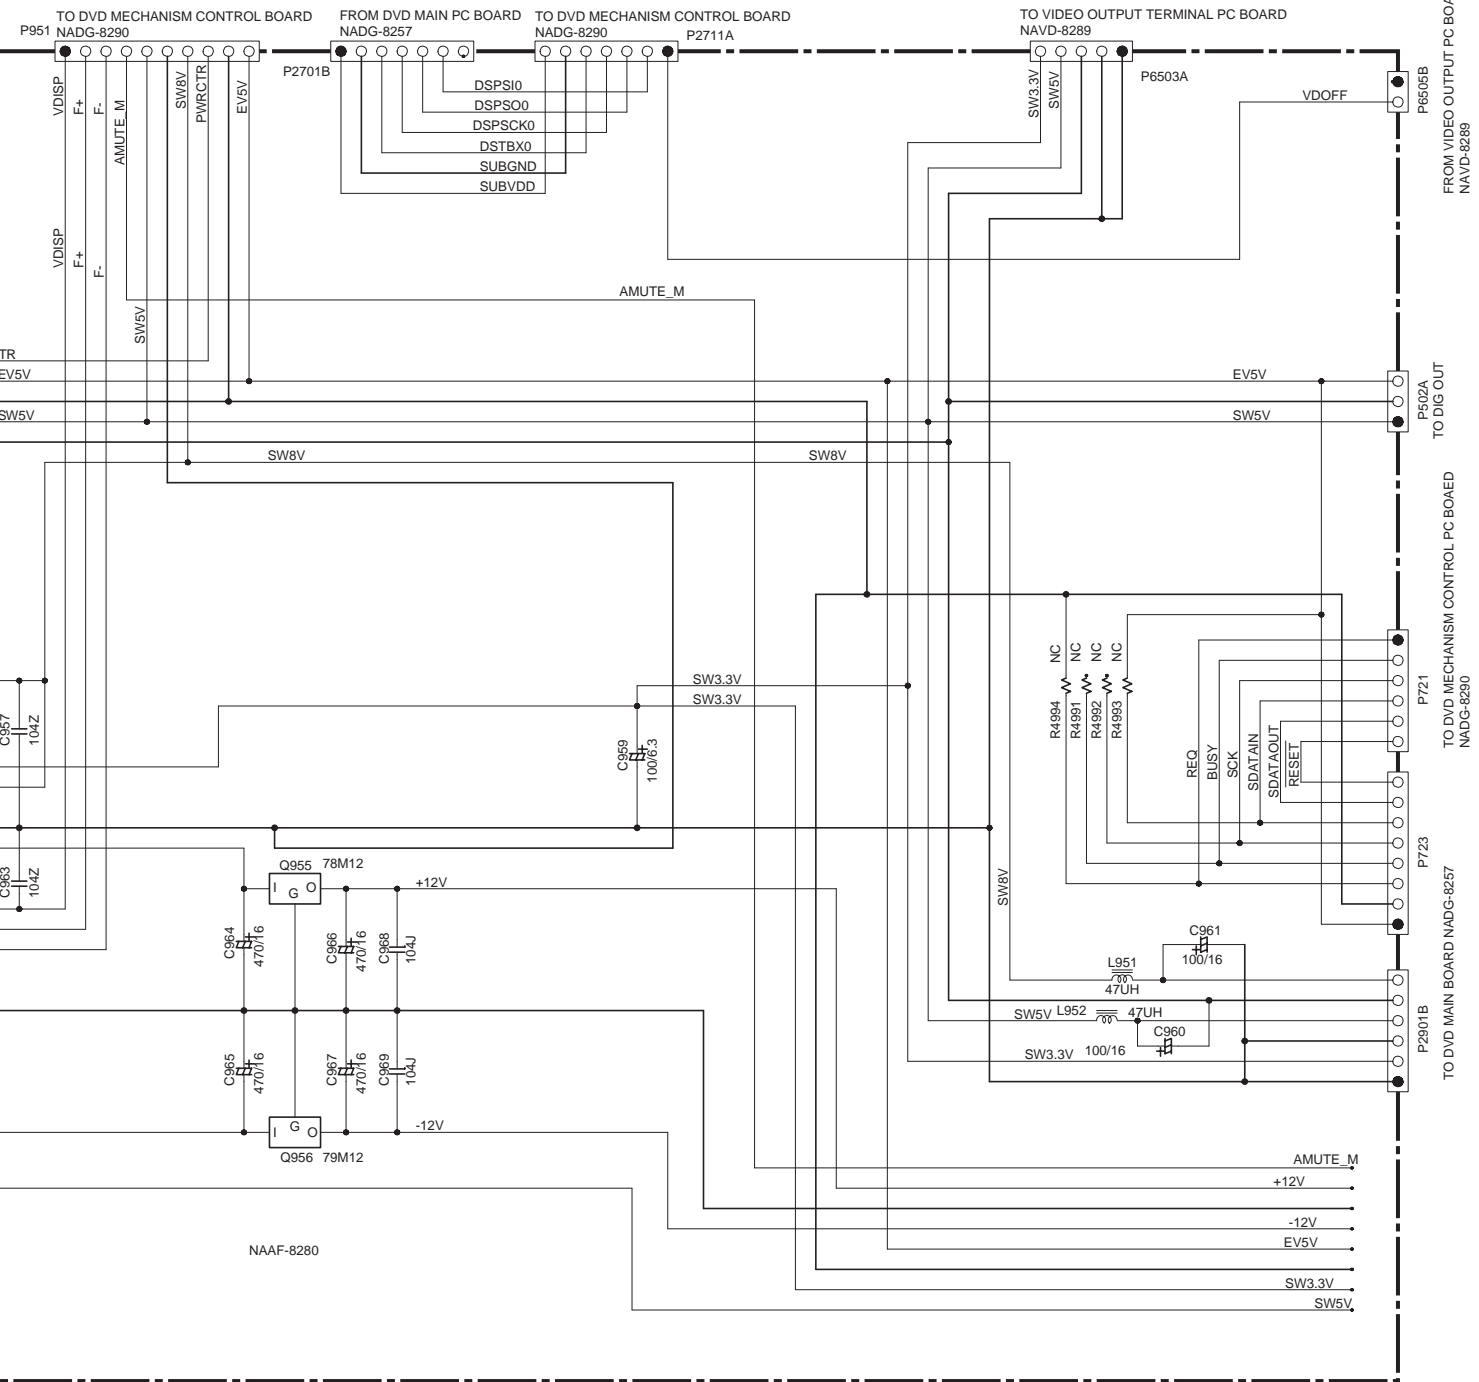 TO DVD MECHANISM CONTROL BOARD
P951 NADG-8290
FROM DVD MAIN PC BOARD
NADG-8257
P2701B
TO DVD MECHANISM CONTROL BOARD
NADG-8290
P2711A
TO VIDEO OUTPUT TERMINAL PC BOARD
NAVD-8289
P6503A
P6505B
FROM VIDEO OUTPUT PC BOA
NAVD-8289
VDISP
F+
F-
AMUTE_M
SW8V
PWRCTR
EV5V
DSPSI0
DSPSO0
DSPSCK0
DSTBX0
SUBGND
SUBVDD
SW3.3V
SW5V
VDOFF
VDISP
F+
F-
SW5V
AMUTE_M
TR
EV5V
SW5V
EV5V
SW5V
P502A
TO DIG OUT
SW8V
SW8V
SW3.3V
SW3.3V
C957
104Z
C959
100/6.3
NC
NC
NC
NC
R4994
R4991
R4992
R4993
REQ
BUSY
SCK
SDATAIN
SDATAOUT
RESET
P721
TO DVD MECHANISM CONTROL PC BOAED
NADG-8290
P723
C963
104Z
Q955 78M12
I G O
+12V
C964
470/16
C966
470/16
C968
104J
C965
470/16
C967
470/16
C969
104J
I G O
-12V
Q956 79M12
SW8V
C961
100/16
L951
47UH
SW5V L952 47UH
C960
100/16
SW3.3V
P2901B
TO DVD MAIN BOARD NADG-8257
AMUTE_M
+12V
-12V
EV5V
SW3.3V
SW5V
NAAF-8280